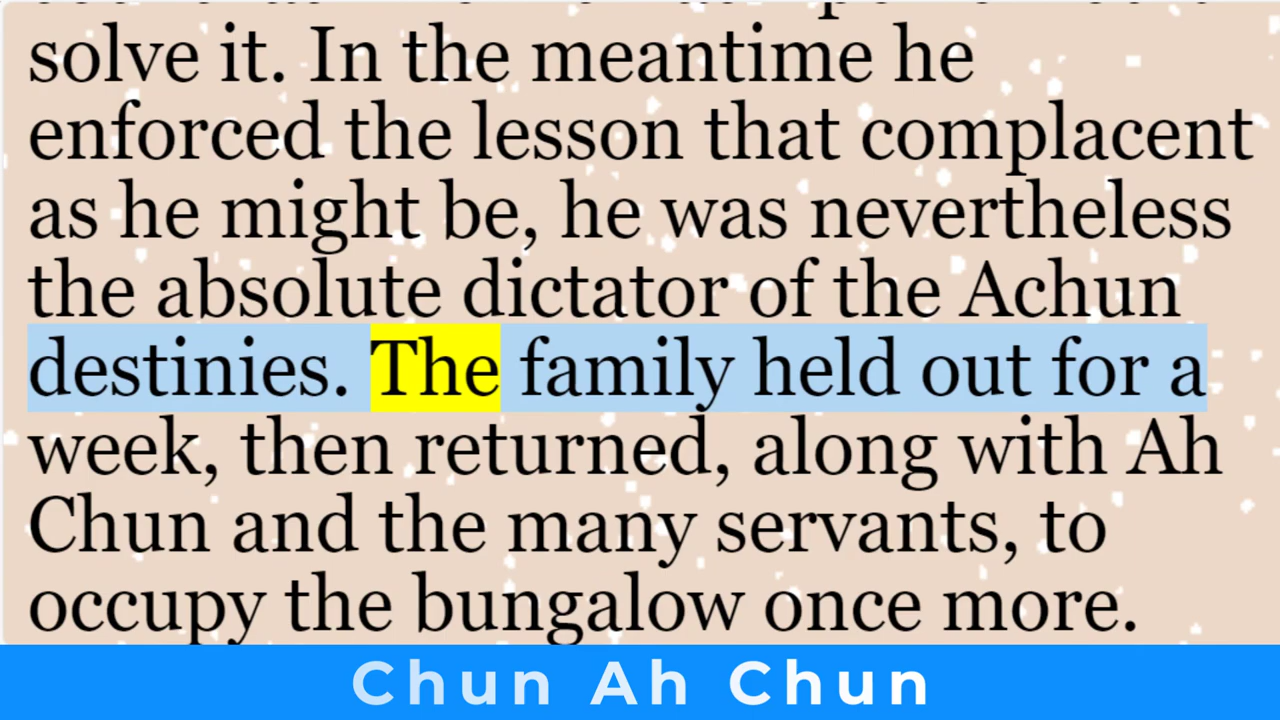 solve it. In the meantime he
enforced the lesson that complacent
as he might be, he was nevertheless
the absolute dictator of the Achun
destinies. The family held out for a
week, then returned, along with Ah
Chun and the many servants, to
occupy the bungalow once more.
Chun Ah Chun